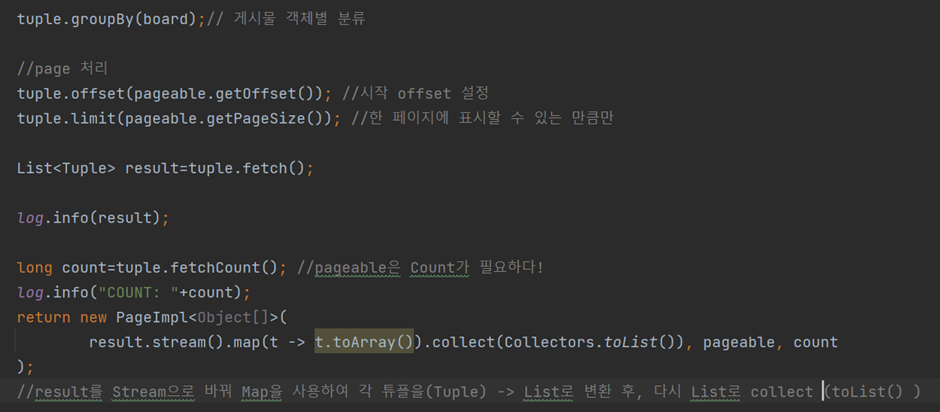 tuple.groupBy(board);// 게시물 객체별 분류
//page 처리
tuple.offset(pageable.getOffset()); //시작 offset 설정
tuple.limit(pageable.getPageSize()); //한 페이지에 표시할 수 있는 만큼만
List<Tuple> result=tuple.fetch();
log.info(result);
long count=tuple.fetchCount(); //pageable은 Count가 필요하다!
log.info("COUNT: "+count);
return new PageImpl<Object[]>(
result.stream().map(t -> t.toArray()).collect(Collectors.toList()), pageable, count
);
//result를 Stream으로 바꿔 Map을 사용하여 각 튜플을(Tuple) -> List로 변환 후, 다시 List로 collect (toList() )